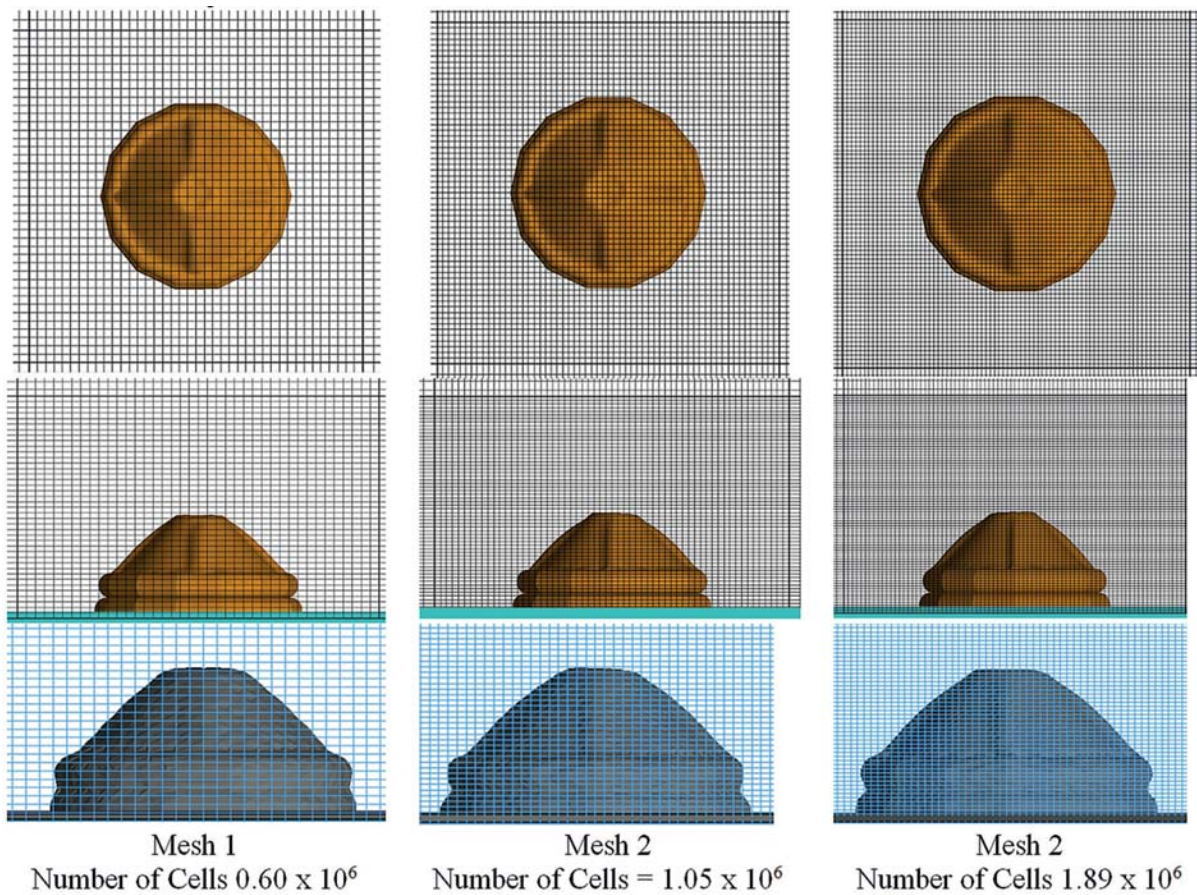 Mesh 1
Number of Cells 0.60 x 10⁶
Mesh 2
Number of Cells = 1.05 x 10⁶
Mesh 2
Number of Cells 1.89 x 10⁶